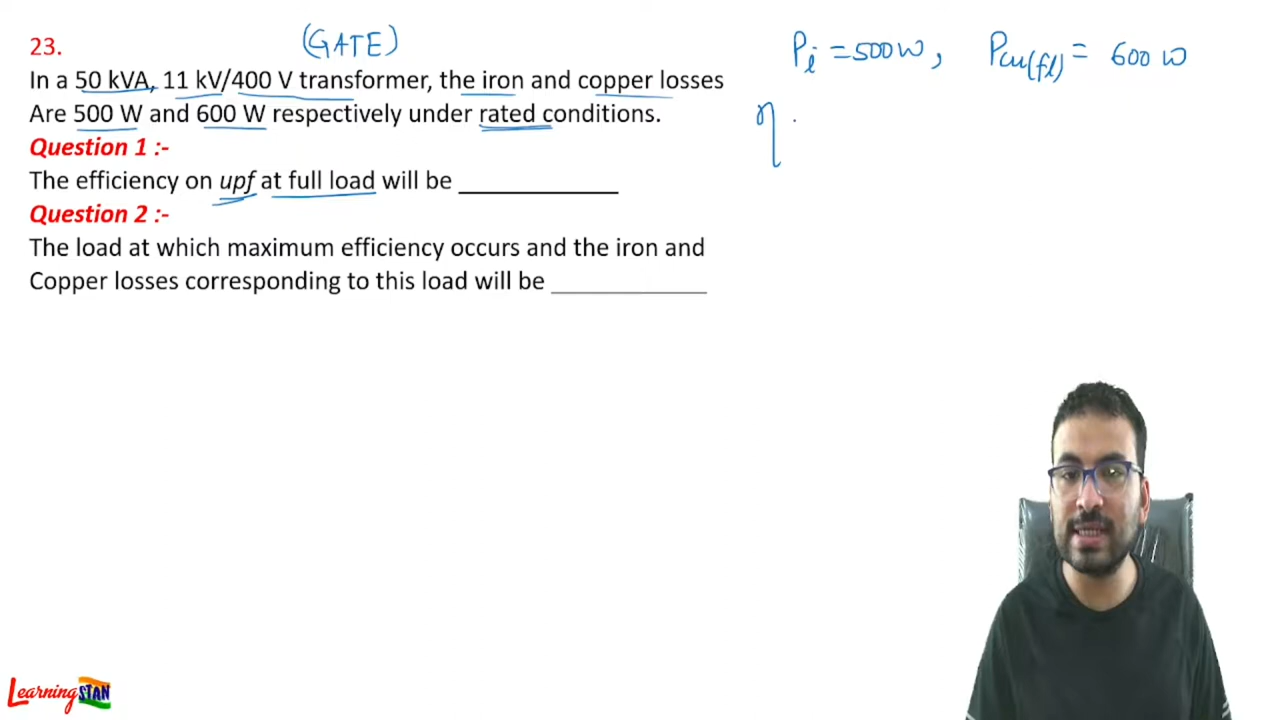 23.
(GATE)
In a 50 kVA, 11 kV/400 V transformer, the iron and copper losses
Are 500 W and 600 W respectively under rated conditions.
Question 1 :-
The efficiency on upf at full load will be ____________
Question 2 :-
The load at which maximum efficiency occurs and the iron and
Copper losses corresponding to this load will be ____________
Pi = 500 W, Pcu(fl) = 600 W
η
Learning STAN